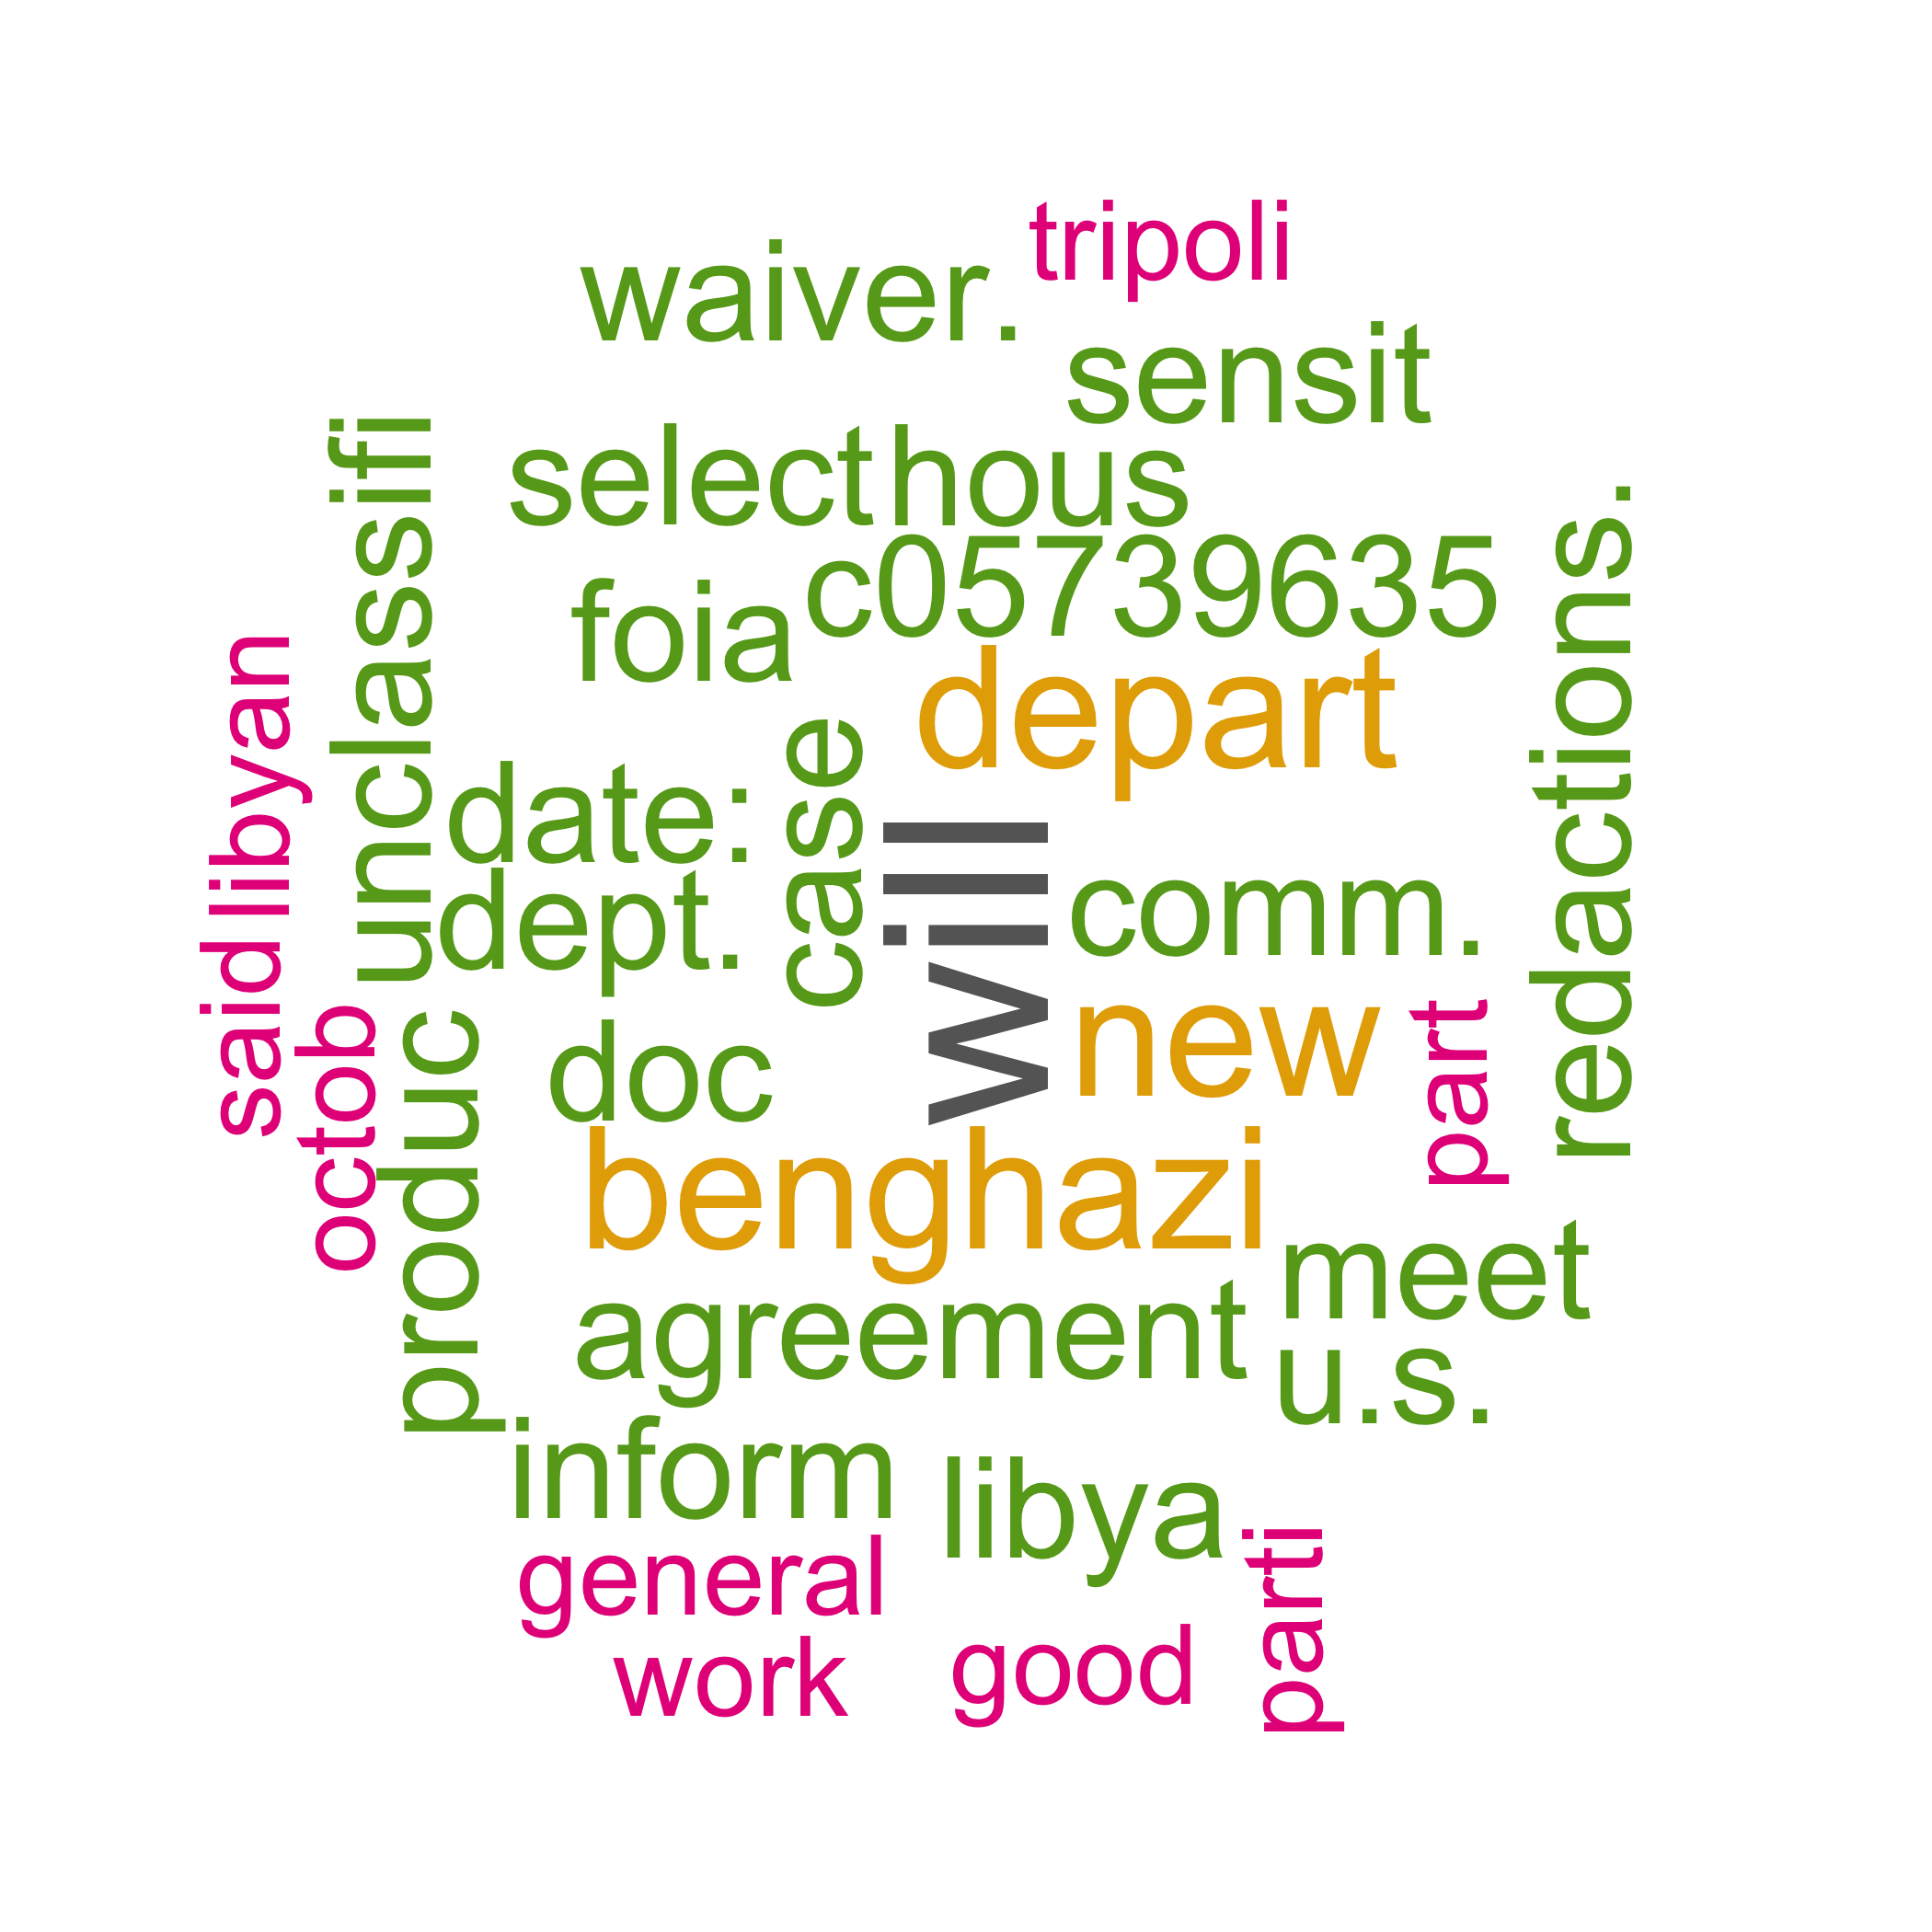 tripoli
waiver.
sensit
select hous
c05739635
foia
depart
unclassifi
redactions.
libyan
said
date:
case
dept.
will
comm.
new
part
octob
produc
doc
benghazi
meet
agreement
u.s.
inform
libya
general
parti
work
good